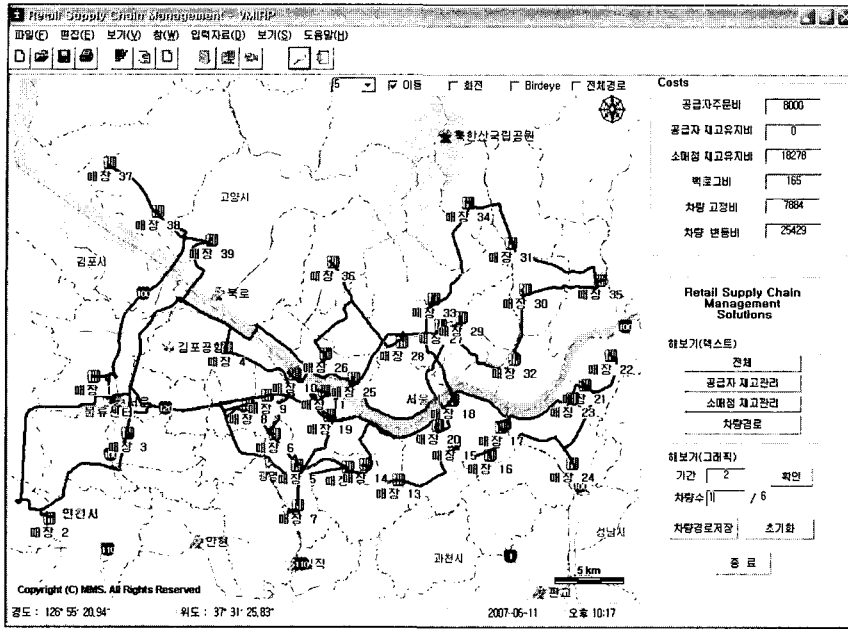 Retail Supply Chain Management - VMIRP
파일(F) 편집(E) 보기(V) 창(W) 입력자료(D) 보기(S) 도움말(H)
5 이동 회전 Birdeye 전체경로
북한산국립공원
매장 37
고양시
매장 38
매장 34
매장 39
매장 31
김포시
매장 36
매장 35
북로
매장 30
매장 33
매장 29
김포공항
매장 4
매장 26
28
매장 32
매장 22
매장 25
매장
매장 21
서울
매장 18
매장 23
매장 9
매장 8
매장 19
매장 3
매장 6
매장 20
매장 17
매장 5
매장 14
매장 15
매장 16
매장 24
매장 13
매장 7
매장 2
안현
과천시
성남시
판교
5 km
Copyright (C) MMS. All Rights Reserved
경도 : 126° 55' 20,94" 위도 : 37° 31' 25,83" 2007-06-11 오후 10:17
Costs
공급자주문비 8000
공급자 재고유지비 0
소매점 재고유지비 18278
백로그비 165
차량 고정비 7884
차량 변동비 25429
Retail Supply Chain
Management
Solutions
해보기(텍스트)
전체
공급자 재고관리
소매점 재고관리
차량경로
해보기(그래픽)
기간 2 확인
차량수 1 / 6
차량경로저장 초기화
종 료